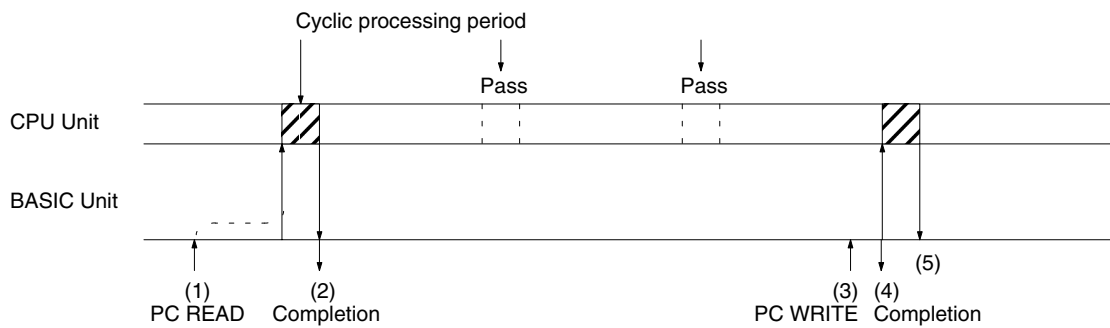 Cyclic processing period
Pass Pass
CPU Unit
BASIC Unit
(1) (2) (3) (4) (5)
PC READ Completion PC WRITE Completion